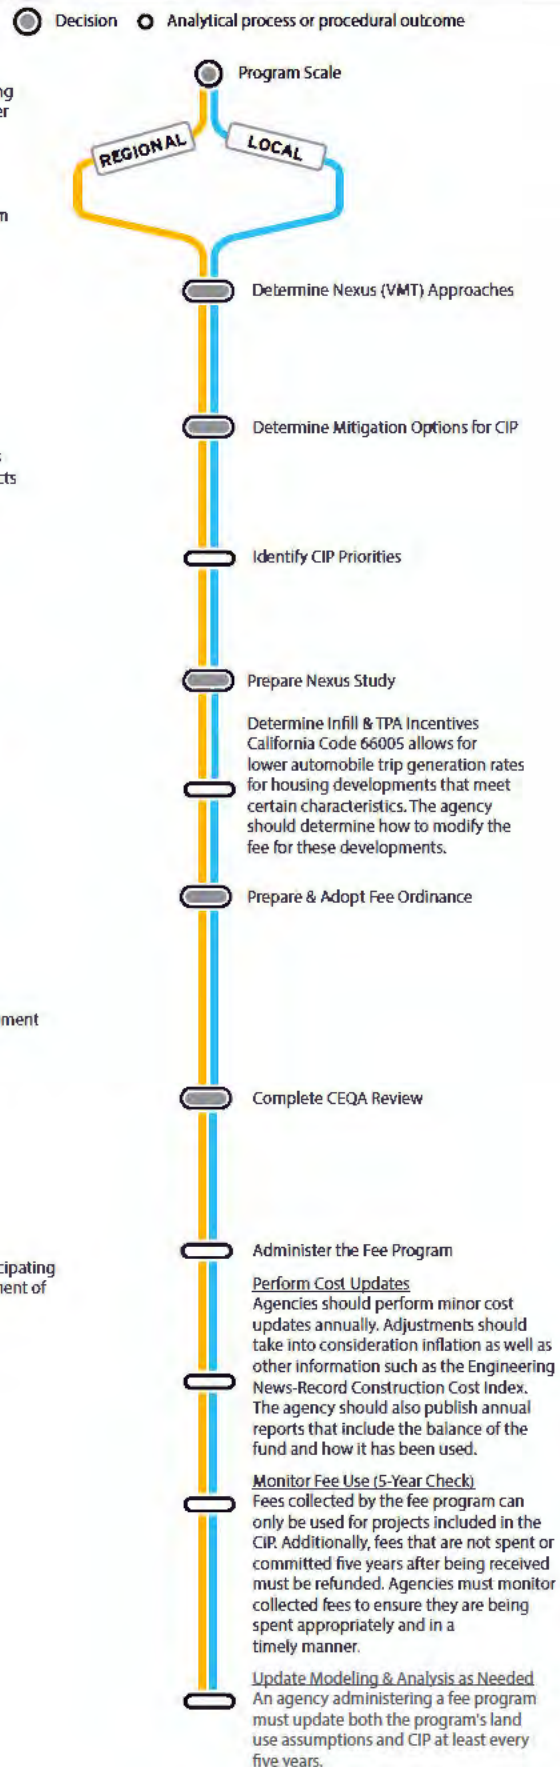 Decision
Analytical process or procedural outcome
Program Scale
REGIONAL
LOCAL
Determine Nexus (VMT) Approaches
Determine Mitigation Options for CIP
Identify CIP Priorities
Prepare Nexus Study
Determine Infill & TPA Incentives
California Code 66005 allows for
lower automobile trip generation rates
for housing developments that meet
certain characteristics. The agency
should determine how to modify the
fee for these developments.
Prepare & Adopt Fee Ordinance
Complete CEQA Review
Administer the Fee Program
Perform Cost Updates
Agencies should perform minor cost
updates annually. Adjustments should
take into consideration inflation as well as
other information such as the Engineering
News-Record Construction Cost Index.
The agency should also publish annual
reports that include the balance of the
fund and how it has been used.
Monitor Fee Use (5-Year Check)
Fees collected by the fee program can
only be used for projects included in the
CIP. Additionally, fees that are not spent or
committed five years after being received
must be refunded. Agencies must monitor
collected fees to ensure they are being
spent appropriately and in a
timely manner.
Update Modeling & Analysis as Needed
An agency administering a fee program
must update both the program's land
use assumptions and CIP at least every
five years.